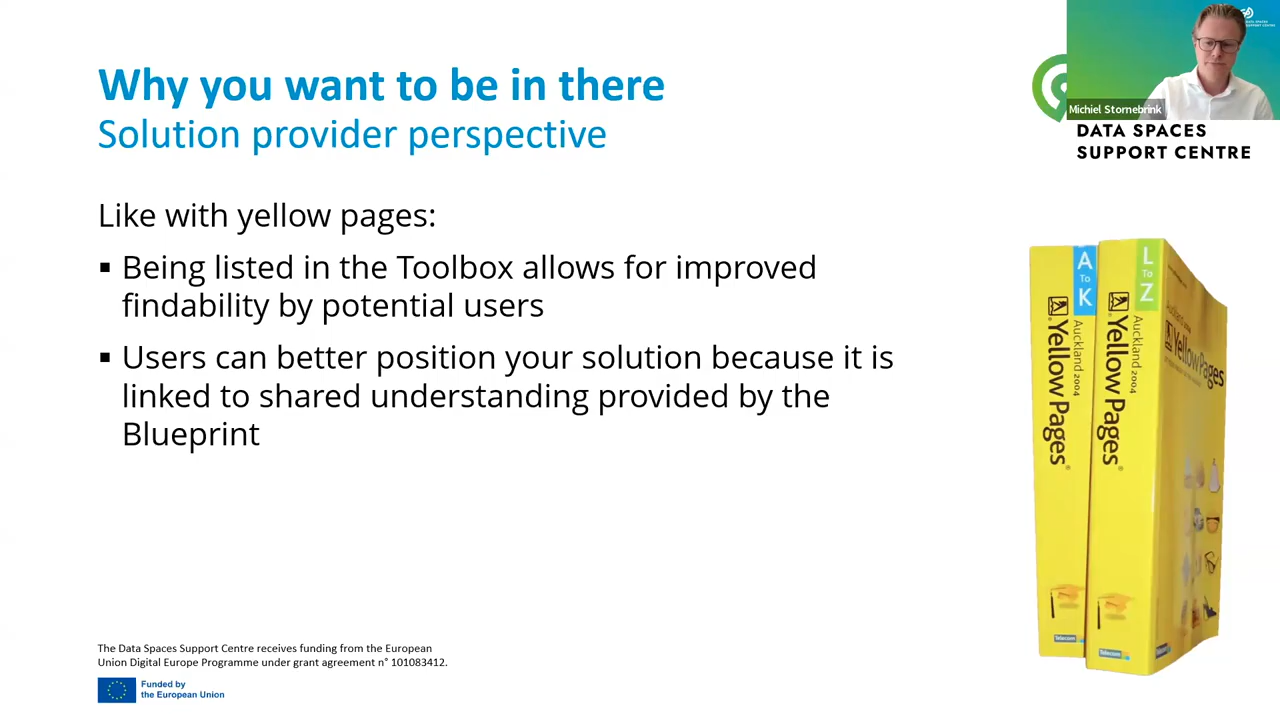 Why you want to be in there
Solution provider perspective
Michiel Stornebrink
DATA SPACES
SUPPORT CENTRE
Like with yellow pages:
▪ Being listed in the Toolbox allows for improved
findability by potential users
▪ Users can better position your solution because it is
linked to shared understanding provided by the
Blueprint
A
To
K
Auckland 2004
Yellow Pages®
L
To
Z
Auckland 2004
Yellow Pages®
Yellow Pages
Telecom
Telecom
The Data Spaces Support Centre receives funding from the European
Union Digital Europe Programme under grant agreement n° 101083412.
Funded by
the European Union